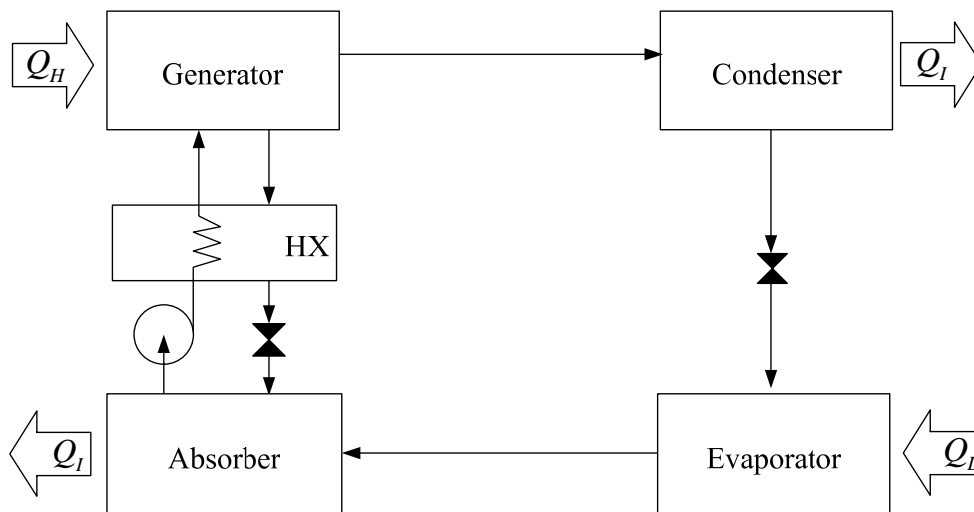 Q_H
Generator
Condenser
Q_I
HX
Q_I
Absorber
Evaporator
Q_L